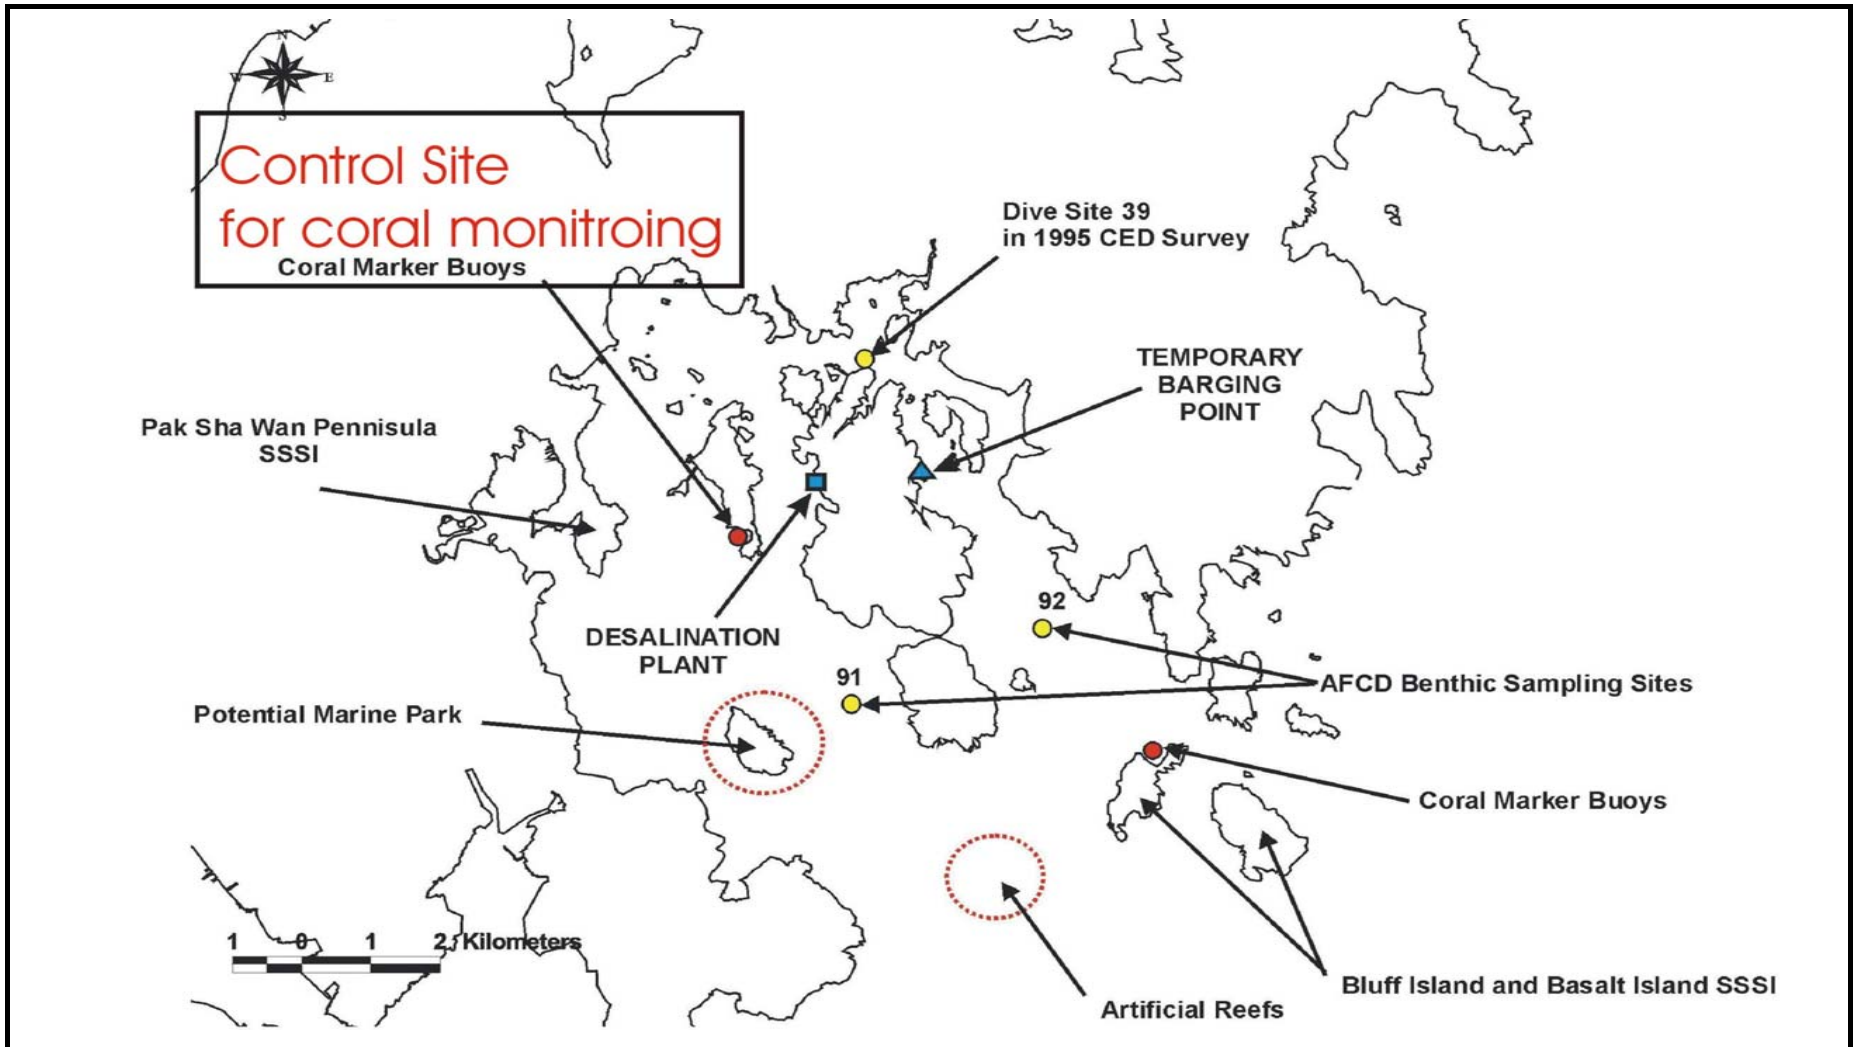 N
W E
S
Control Site
for coral monitroing
Coral Marker Buoys
Dive Site 39
in 1995 CED Survey
TEMPORARY
BARGING
POINT
Pak Sha Wan Pennisula
SSSI
DESALINATION
PLANT
92
91
AFCD Benthic Sampling Sites
Potential Marine Park
Coral Marker Buoys
1 0 1 2 Kilometers
Bluff Island and Basalt Island SSSI
Artificial Reefs